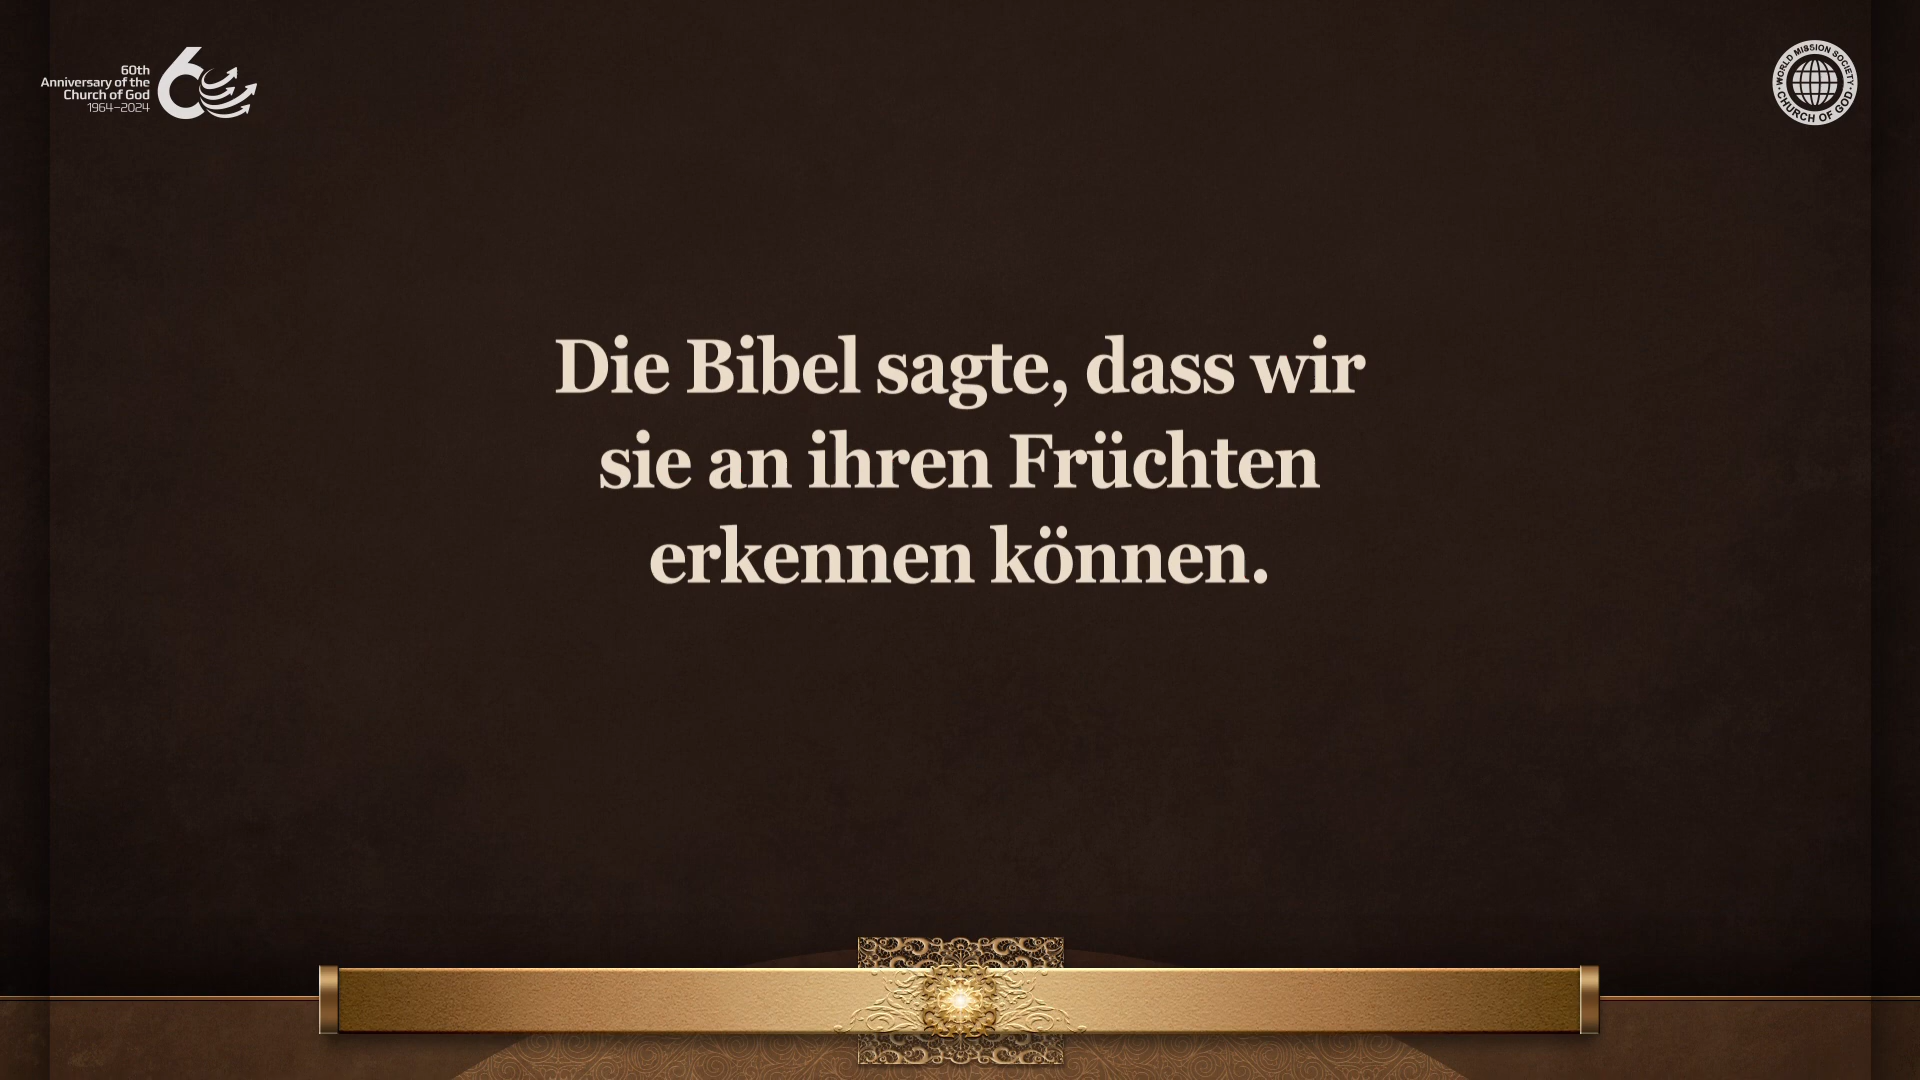 60th
Anniversary of the
Church of God
1964–2024
WORLD MISSION SOCIETY
CHURCH OF GOD
Die Bibel sagte, dass wir
sie an ihren Früchten
erkennen können.